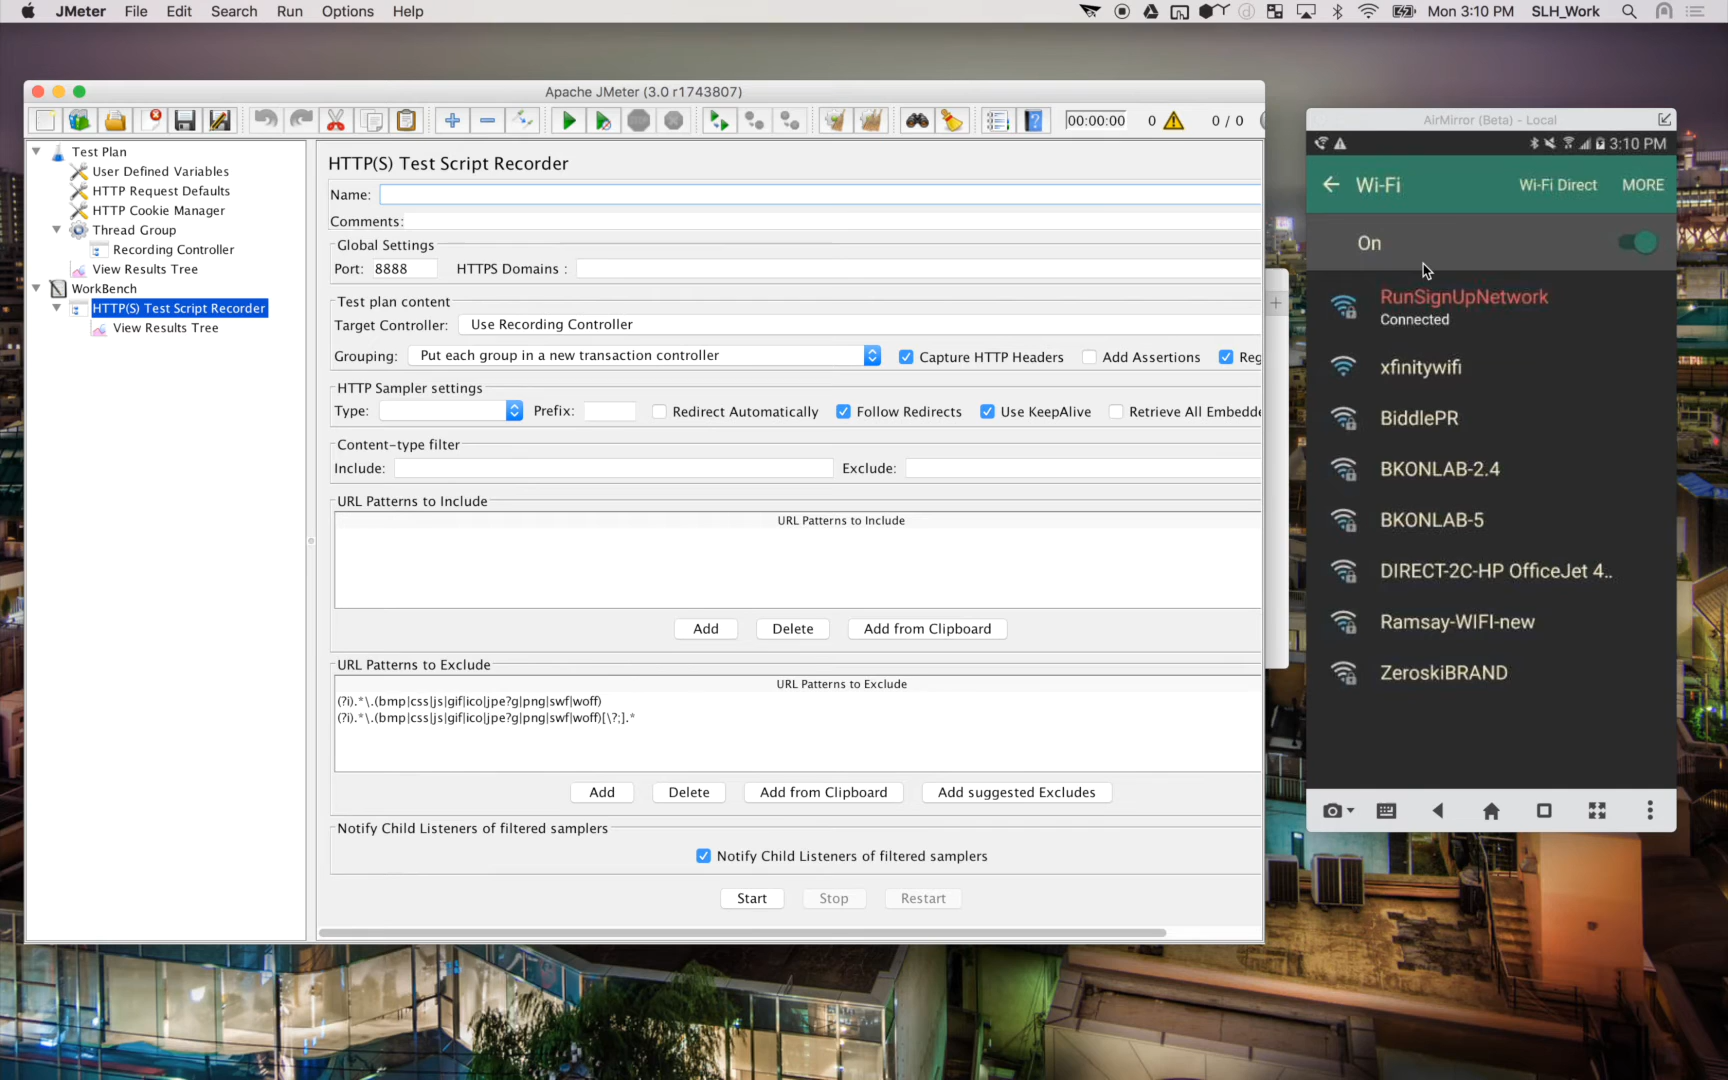 JMeter File Edit Search Run Options Help
Mon 3:10 PM SLH_Work
Apache JMeter (3.0 r1743807)
00:00:00 0 0 / 0
Test Plan
User Defined Variables
HTTP Request Defaults
HTTP Cookie Manager
Thread Group
Recording Controller
View Results Tree
WorkBench
HTTP(S) Test Script Recorder
View Results Tree
HTTP(S) Test Script Recorder
Name:
Comments:
Global Settings
Port: 8888 HTTPS Domains :
Test plan content
Target Controller: Use Recording Controller
Grouping: Put each group in a new transaction controller Capture HTTP Headers Add Assertions Reg
HTTP Sampler settings
Type: Prefix: Redirect Automatically Follow Redirects Use KeepAlive Retrieve All Embedde
Content-type filter
Include: Exclude:
URL Patterns to Include
URL Patterns to Include
Add Delete Add from Clipboard
URL Patterns to Exclude
URL Patterns to Exclude
(?i).*\.(bmp|css|js|gif|ico|jpe?g|png|swf|woff)
(?i).*\.(bmp|css|js|gif|ico|jpe?g|png|swf|woff)[\?;].*
Add Delete Add from Clipboard Add suggested Excludes
Notify Child Listeners of filtered samplers
Notify Child Listeners of filtered samplers
Start Stop Restart
AirMirror (Beta) - Local
3:10 PM
Wi-Fi Wi-Fi Direct MORE
On
RunSignUpNetwork
Connected
xfinitywifi
BiddlePR
BKONLAB-2.4
BKONLAB-5
DIRECT-2C-HP OfficeJet 4..
Ramsay-WIFI-new
ZeroskiBRAND